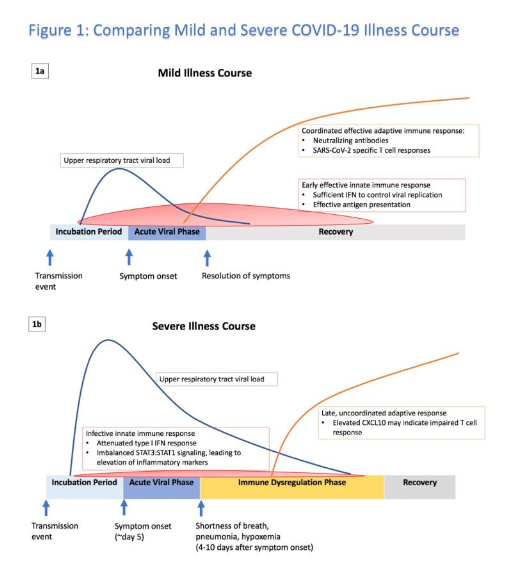 Figure 1: Comparing Mild and Severe COVID-19 Illness Course
1a
Mild Illness Course
Coordinated effective adaptive immune response:
• Neutralizing antibodies
• SARS-CoV-2 specific T cell responses
Upper respiratory tract viral load
Early effective innate immune response
• Sufficient IFN to control viral replication
• Effective antigen presentation
Incubation Period
Acute Viral Phase
Recovery
Transmission
event
Symptom onset
Resolution of symptoms
1b
Severe Illness Course
Upper respiratory tract viral load
Late, uncoordinated adaptive response
• Elevated CXCL10 may indicate impaired T cell
response
Infective innate immune response
• Attenuated type I IFN response
• Imbalanced STAT3:STAT1 signaling, leading to
elevation of inflammatory markers
Incubation Period
Acute Viral Phase
Immune Dysregulation Phase
Recovery
Transmission
event
Symptom onset
(~day 5)
Shortness of breath,
pneumonia, hypoxemia
(4-10 days after symptom onset)